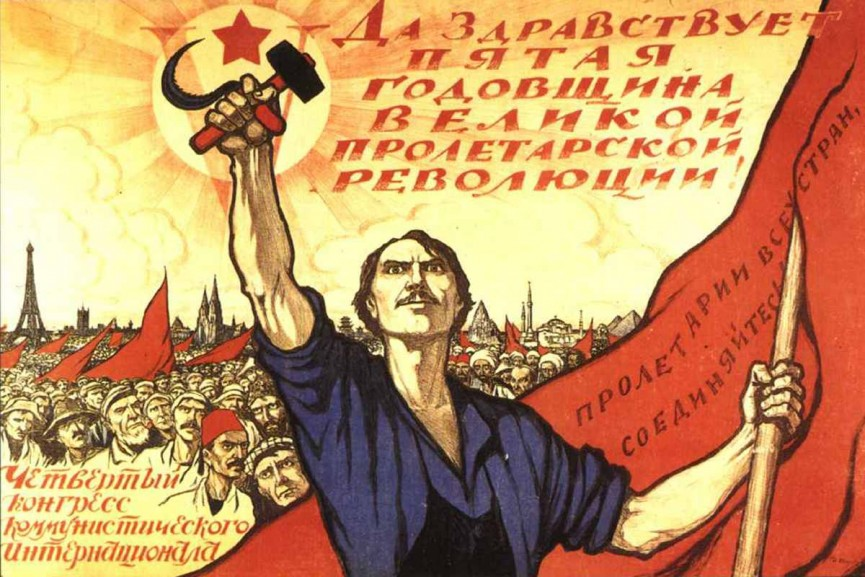 Да здравствует
пятая
годовщина
Великой
пролетарской
революции!
ПРОЛЕТАРИИ ВСЕХ СТРАН,
СОЕДИНЯЙТЕСЬ
Четвертый
конгресс
коммунистического
интернационала